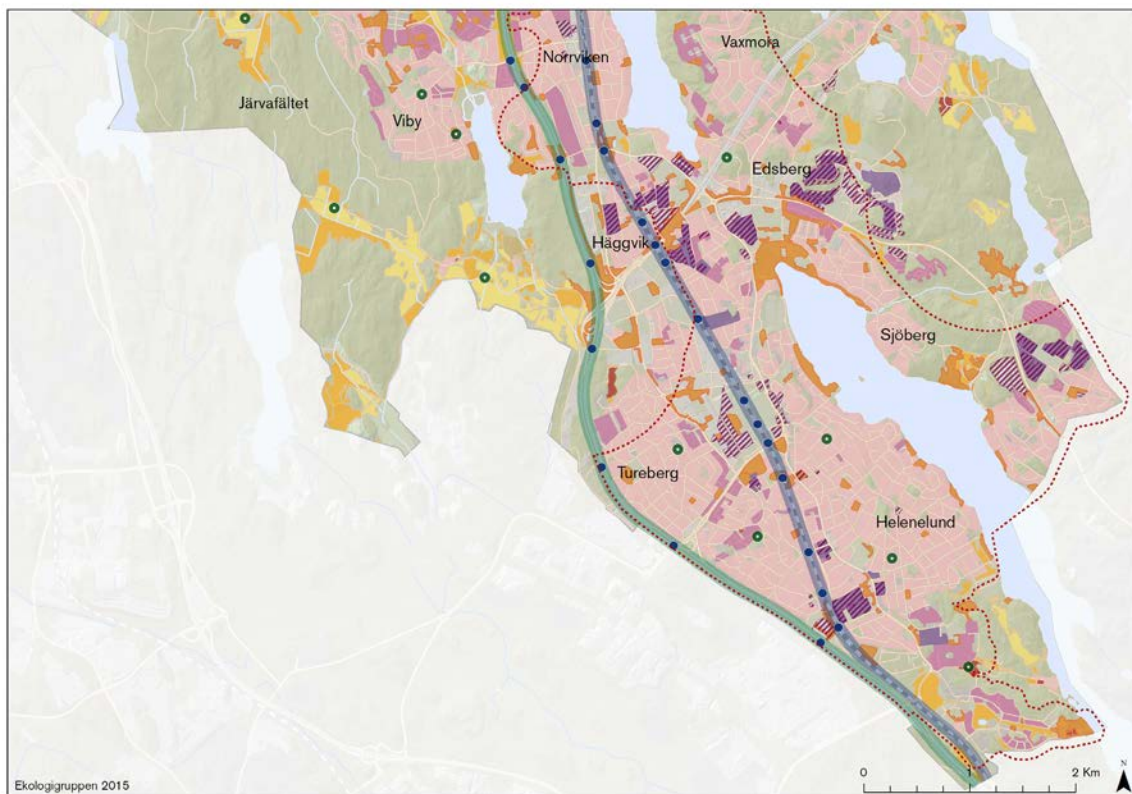 Vaxmora
Norrviken
Järvafältet
Viby
Edsberg
Häggvik
Sjöberg
Tureberg
Helenelund
Ekologigruppen 2015
0 1 2 Km
N